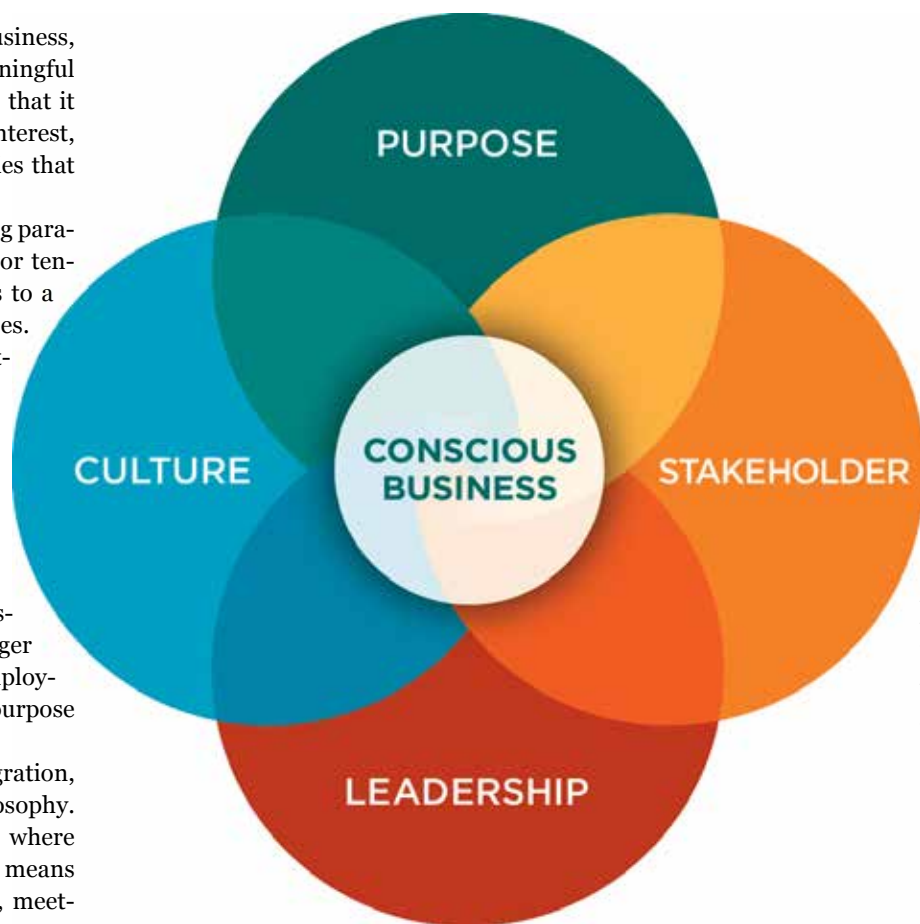 usiness,
ningful
that it
nterest,
es that
g para-
or ten-
s to a
es.
s-
ger
ploy-
purpose
gration,
osophy.
where
means
, meet-
PURPOSE
CULTURE
CONSCIOUS
BUSINESS
STAKEHOLDER
LEADERSHIP